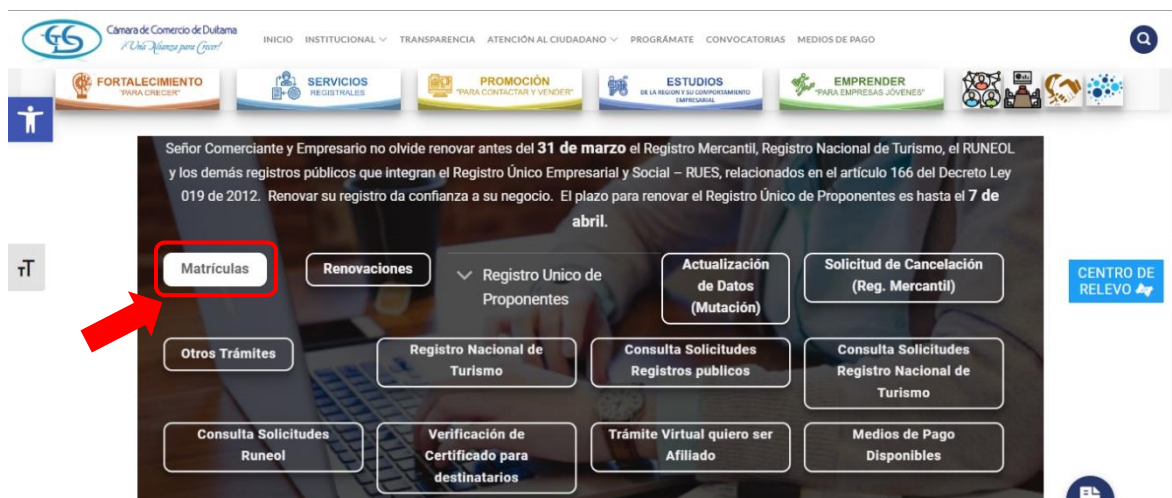 Cámara de Comercio de Duitama
¡Una Alianza para Crecer!
INICIO INSTITUCIONAL TRANSPARENCIA ATENCIÓN AL CIUDADANO PROGRÁMATE CONVOCATORIAS MEDIOS DE PAGO
FORTALECIMIENTO
"PARA CRECER"
SERVICIOS
REGISTRALES
PROMOCIÓN
"PARA CONTACTAR Y VENDER"
ESTUDIOS
DE LA REGION Y SU COMPORTAMIENTO
EMPRESARIAL
EMPRENDER
"PARA EMPRESAS JÓVENES"
Señor Comerciante y Empresario no olvide renovar antes del 31 de marzo el Registro Mercantil, Registro Nacional de Turismo, el RUNEOL
y los demás registros públicos que integran el Registro Único Empresarial y Social – RUES, relacionados en el artículo 166 del Decreto Ley
019 de 2012. Renovar su registro da confianza a su negocio. El plazo para renovar el Registro Único de Proponentes es hasta el 7 de
abril.
Matrículas
Renovaciones
Registro Unico de
Proponentes
Actualización
de Datos
(Mutación)
Solicitud de Cancelación
(Reg. Mercantil)
CENTRO DE
RELEVO
Otros Trámites
Registro Nacional de
Turismo
Consulta Solicitudes
Registros publicos
Consulta Solicitudes
Registro Nacional de
Turismo
Consulta Solicitudes
Runeol
Verificación de
Certificado para
destinatarios
Trámite Virtual quiero ser
Afiliado
Medios de Pago
Disponibles